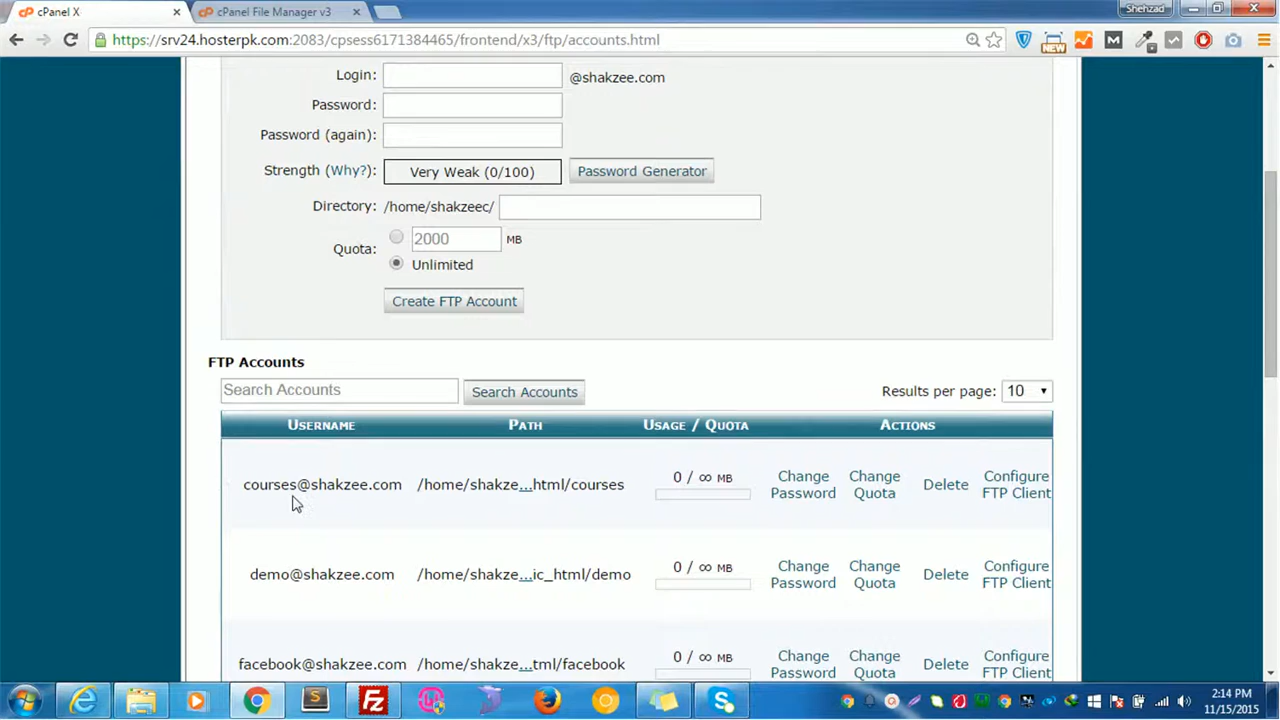 cPanel X
cPanel File Manager v3
Shehzad
https://srv24.hosterpk.com:2083/cpsess6171384465/frontend/x3/ftp/accounts.html
NEW
Login:
@shakzee.com
Password:
Password (again):
Strength (Why?):
Very Weak (0/100)
Password Generator
Directory:
/home/shakzeec/
Quota:
2000
MB
Unlimited
Create FTP Account
FTP Accounts
Search Accounts
Search Accounts
Results per page:
10
USERNAME PATH USAGE / QUOTA ACTIONS
courses@shakzee.com /home/shakze...html/courses 0 / ∞ MB
Change Password
Change Quota
Delete
Configure FTP Client
demo@shakzee.com /home/shakze...ic_html/demo 0 / ∞ MB
Change Password
Change Quota
Delete
Configure FTP Client
facebook@shakzee.com /home/shakze...tml/facebook 0 / ∞ MB
Change Password
Change Quota
Delete
Configure FTP Client
2:14 PM
11/15/2015